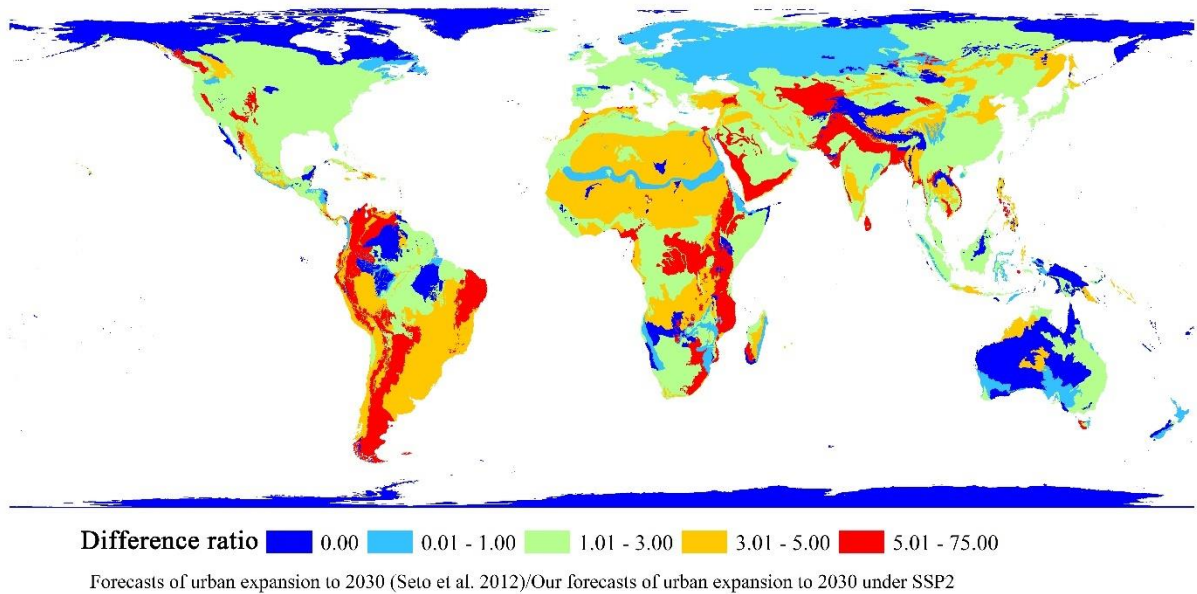 Difference ratio 0.00 0.01 - 1.00 1.01 - 3.00 3.01 - 5.00 5.01 - 75.00
Forecasts of urban expansion to 2030 (Seto et al. 2012)/Our forecasts of urban expansion to 2030 under SSP2